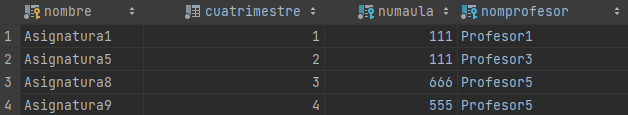 nombre cuatrimestre numaula nomprofesor
1 Asignatura1 1 111 Profesor1
2 Asignatura5 2 111 Profesor3
3 Asignatura8 3 666 Profesor5
4 Asignatura9 4 555 Profesor5